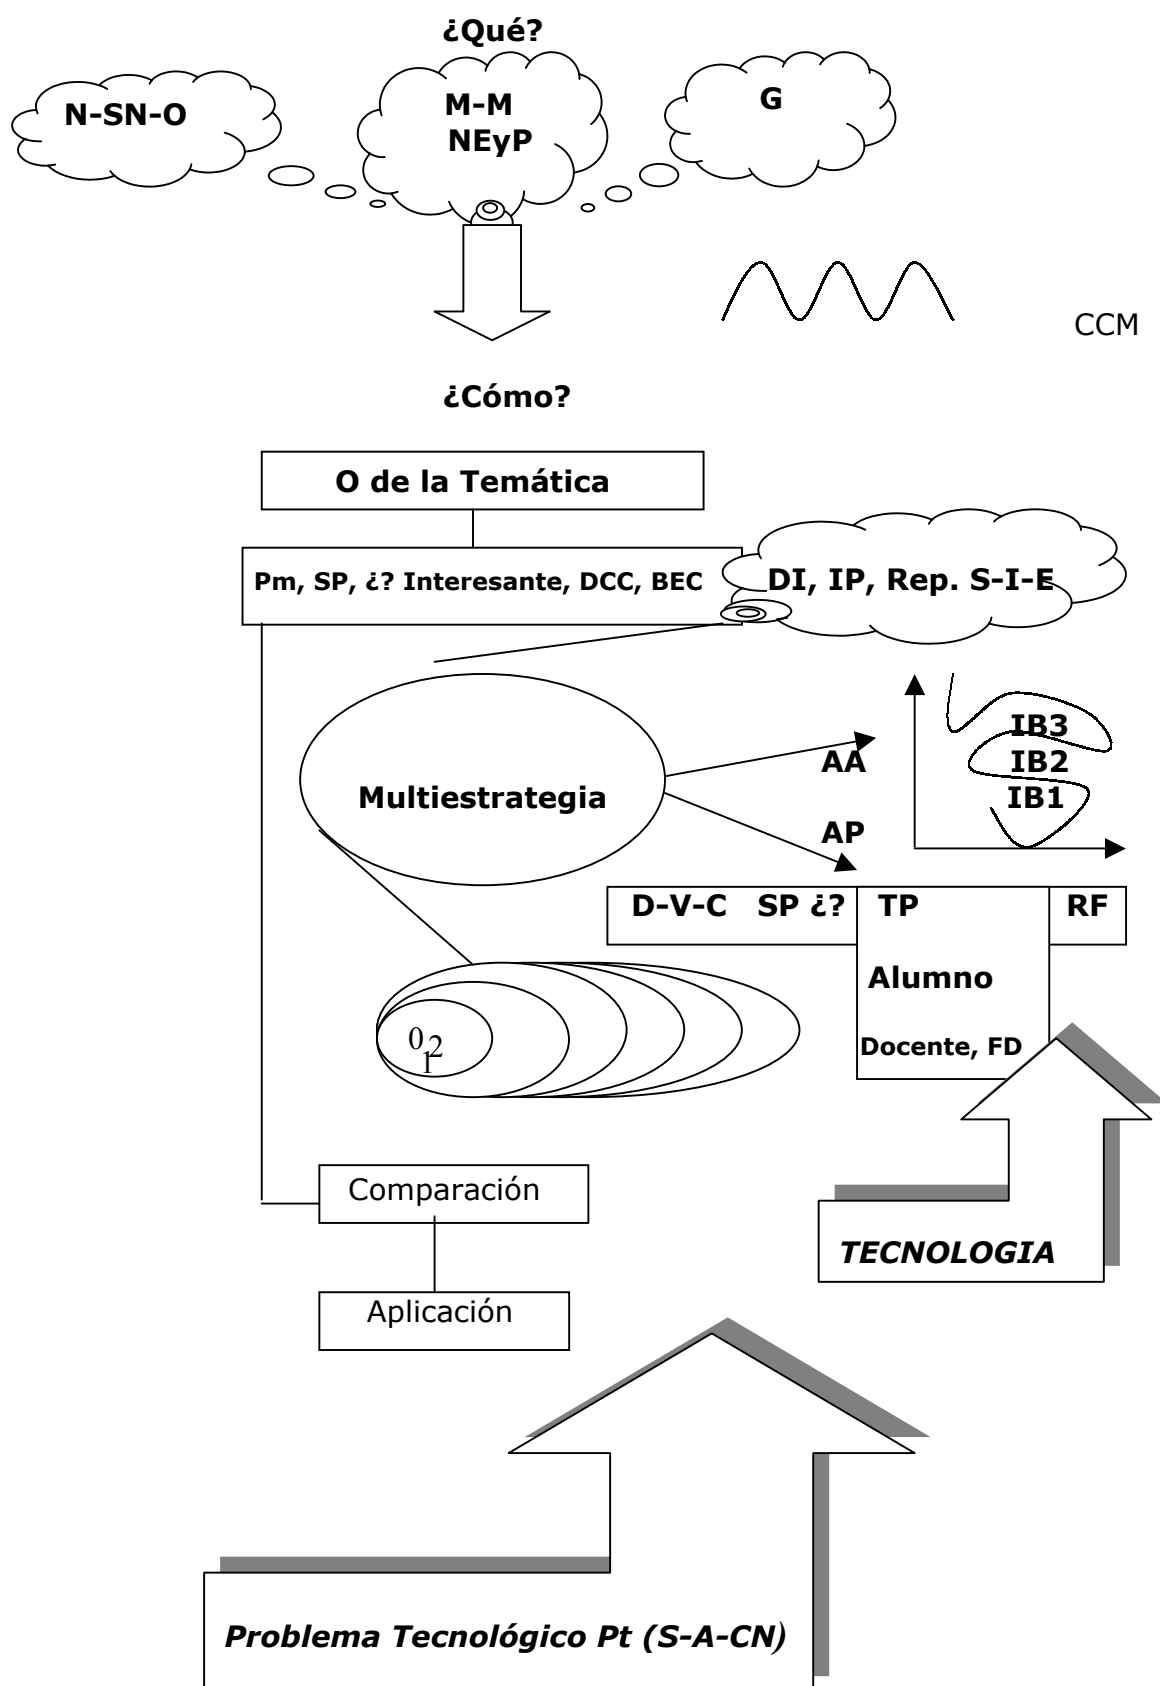 ¿Qué?
N-SN-O
M-M
NEyP
G
CCM
¿Cómo?
O de la Temática
Pm, SP, ¿? Interesante, DCC, BEC
DI, IP, Rep. S-I-E
IB3
IB2
IB1
AA
Multiestrategia
AP
D-V-C SP ¿? TP RF
Alumno
Docente, FD
0
1
2
Comparación
TECNOLOGIA
Aplicación
Problema Tecnológico Pt (S-A-CN)